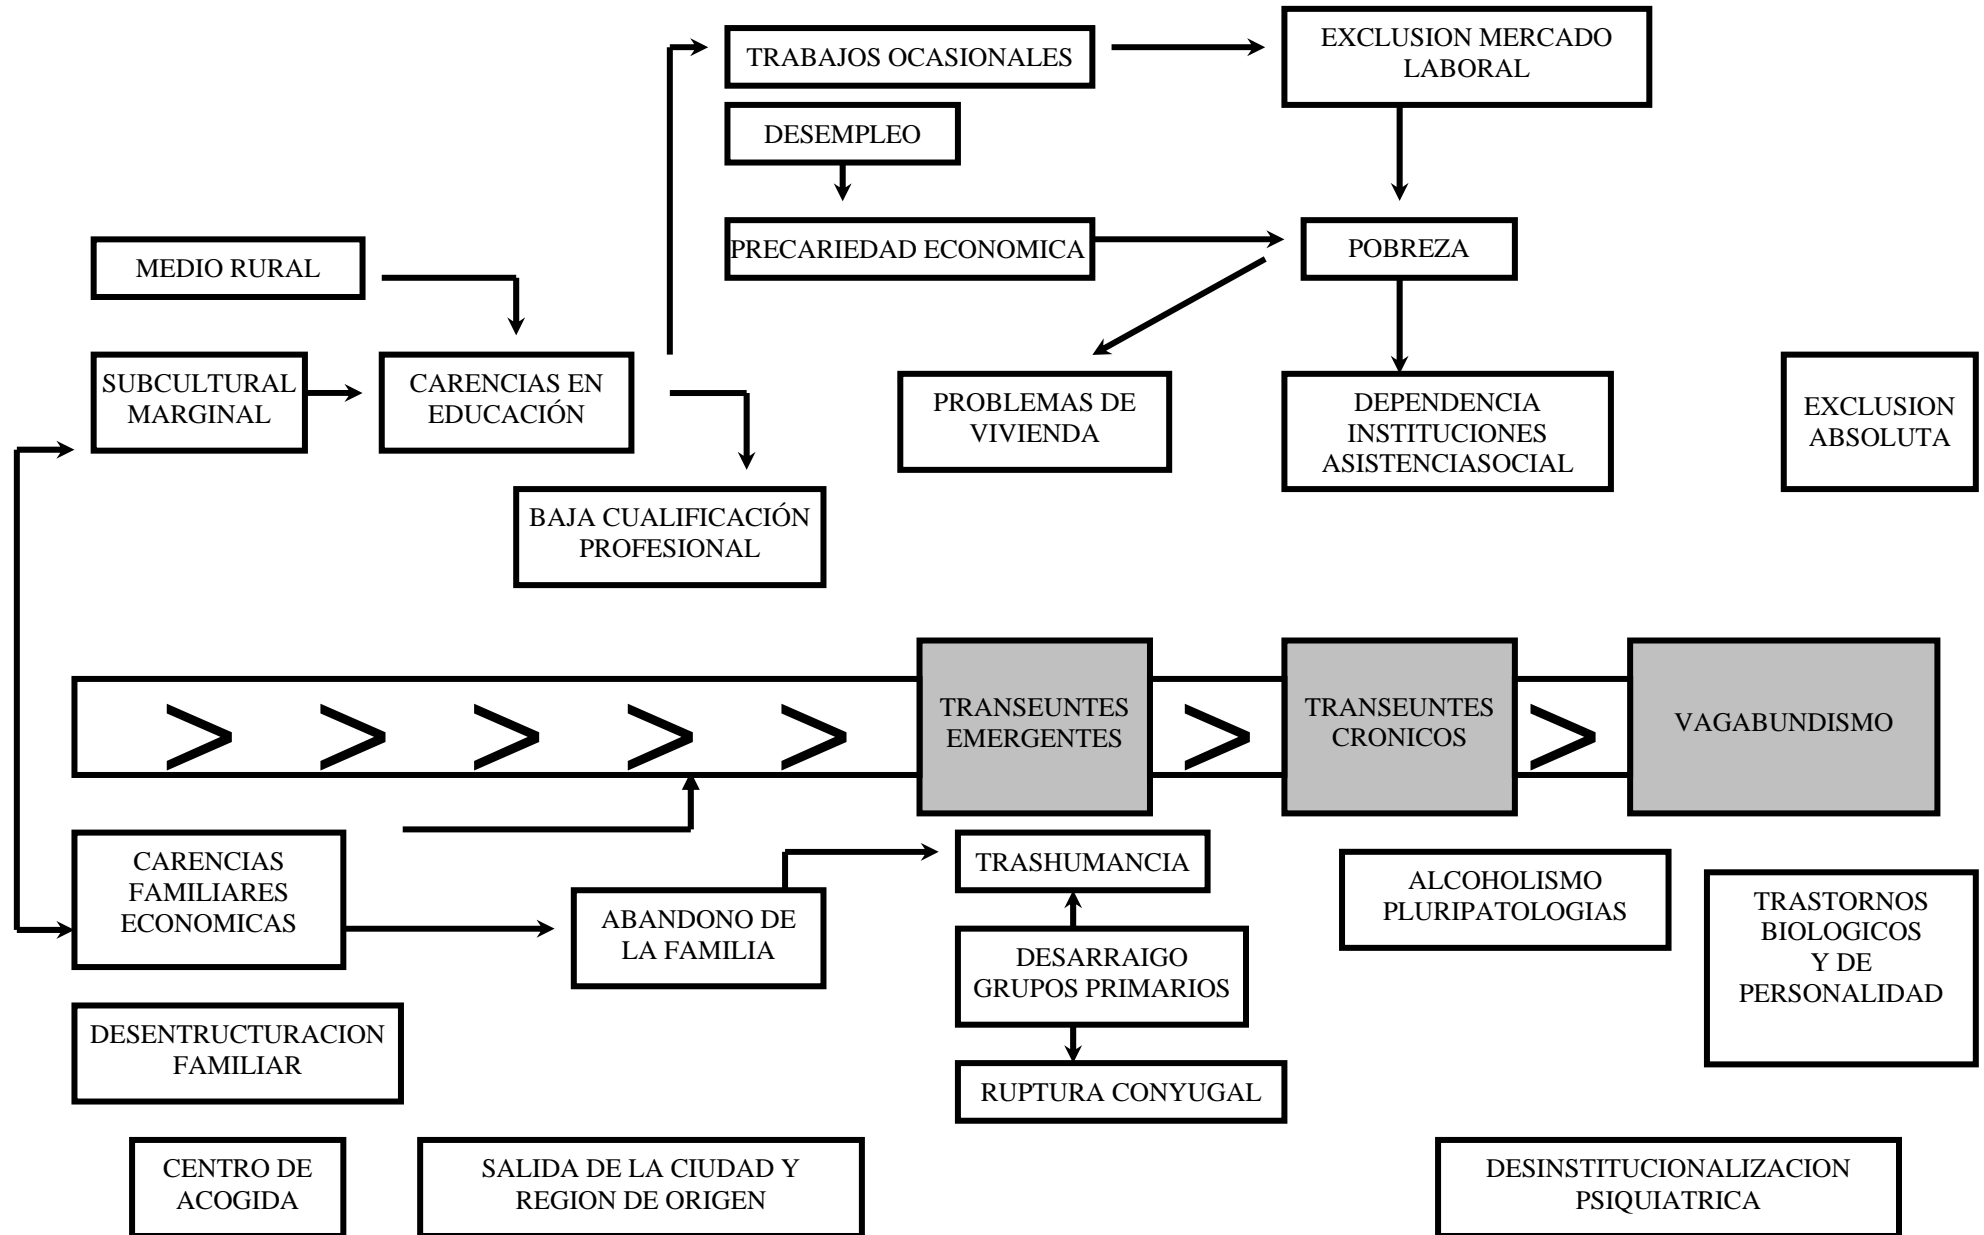 TRABAJOS OCASIONALES
EXCLUSION MERCADO
LABORAL
DESEMPLEO
PRECARIEDAD ECONOMICA
POBREZA
MEDIO RURAL
SUBCULTURAL
MARGINAL
CARENCIAS EN
EDUCACIÓN
PROBLEMAS DE
VIVIENDA
DEPENDENCIA
INSTITUCIONES
ASISTENCIASOCIAL
EXCLUSION
ABSOLUTA
BAJA CUALIFICACIÓN
PROFESIONAL
> > > > >
TRANSEUNTES
EMERGENTES
>
TRANSEUNTES
CRONICOS
>
VAGABUNDISMO
CARENCIAS
FAMILIARES
ECONOMICAS
ABANDONO DE
LA FAMILIA
TRASHUMANCIA
DESARRAIGO
GRUPOS PRIMARIOS
RUPTURA CONYUGAL
ALCOHOLISMO
PLURIPATOLOGIAS
TRASTORNOS
BIOLOGICOS
Y DE
PERSONALIDAD
DESENTRUCTURACION
FAMILIAR
CENTRO DE
ACOGIDA
SALIDA DE LA CIUDAD Y
REGION DE ORIGEN
DESINSTITUCIONALIZACION
PSIQUIATRICA